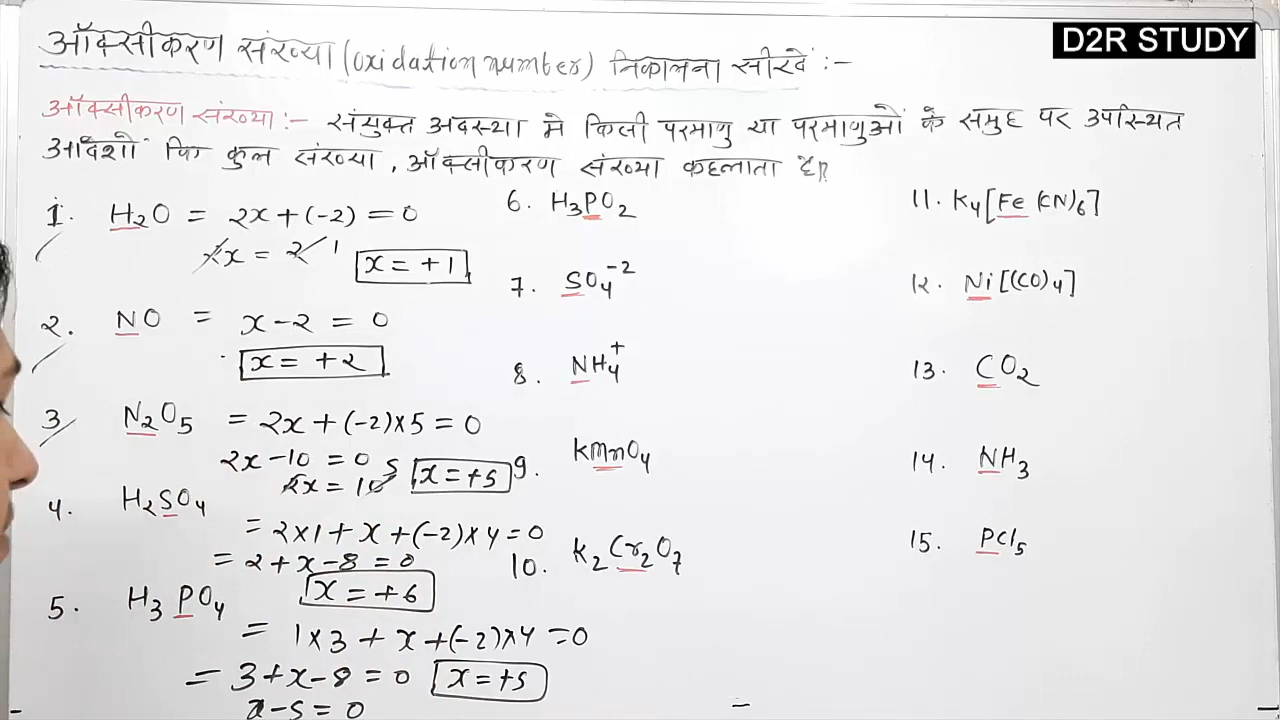 D2R STUDY
ऑक्सीकरण संख्या (Oxidation number) निकालना सीखें :-
ऑक्सीकरण संख्या :- संयुक्त अवस्था मे किसी परमाणु या परमाणुओं के समुह पर उपस्थित
आवेशो कि कुल संख्या, ऑक्सीकरण संख्या कहलाता है।
1. H₂O = 2x + (-2) = 0
2x = 2 1
x = +1
2. NO = x - 2 = 0
x = +2
3. N₂O₅ = 2x + (-2) × 5 = 0
2x - 10 = 0
2x = 10 5
x = +5
4. H₂SO₄
= 2×1 + x + (-2) × 4 = 0
= 2 + x - 8 = 0
x = +6
5. H₃PO₄
= 1×3 + x + (-2) × 4 = 0
= 3 + x - 8 = 0 x = +5
x - 5 = 0
6. H₃PO₂
7. SO₄⁻²
8. NH₄⁺
9. KMnO₄
10. K₂Cr₂O₇
11. K₄[Fe(CN)₆]
12. Ni[(CO)₄]
13. CO₂
14. NH₃
15. PCl₅